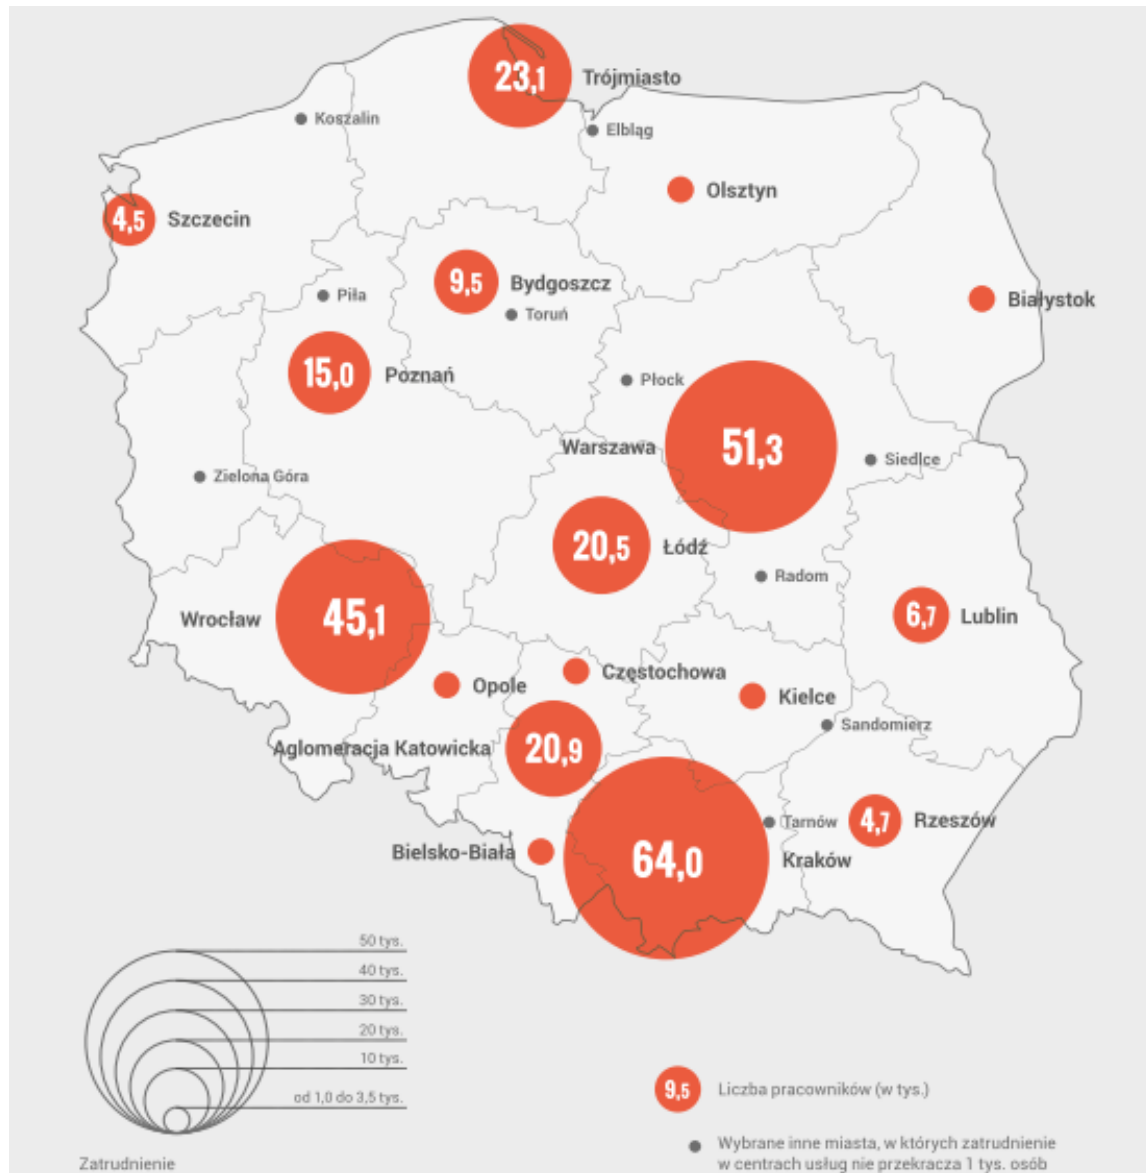 23,1
Trójmiasto
Koszalin
Elbląg
Olsztyn
4,5
Szczecin
9,5
Bydgoszcz
Piła
Toruń
Białystok
15,0
Poznań
Płock
Warszawa
51,3
Siedlce
Zielona Góra
20,5
Łódź
Radom
Wrocław
45,1
6,7
Lublin
Częstochowa
Opole
Kielce
Sandomierz
Aglomeracja Katowicka
20,9
Tarnów
4,7
Rzeszów
Bielsko-Biała
64,0
Kraków
50 tys.
40 tys.
30 tys.
20 tys.
10 tys.
od 1,0 do 3,5 tys.
Zatrudnienie
9,5
Liczba pracowników (w tys.)
Wybrane inne miasta, w których zatrudnienie
w centrach usług nie przekracza 1 tys. osób